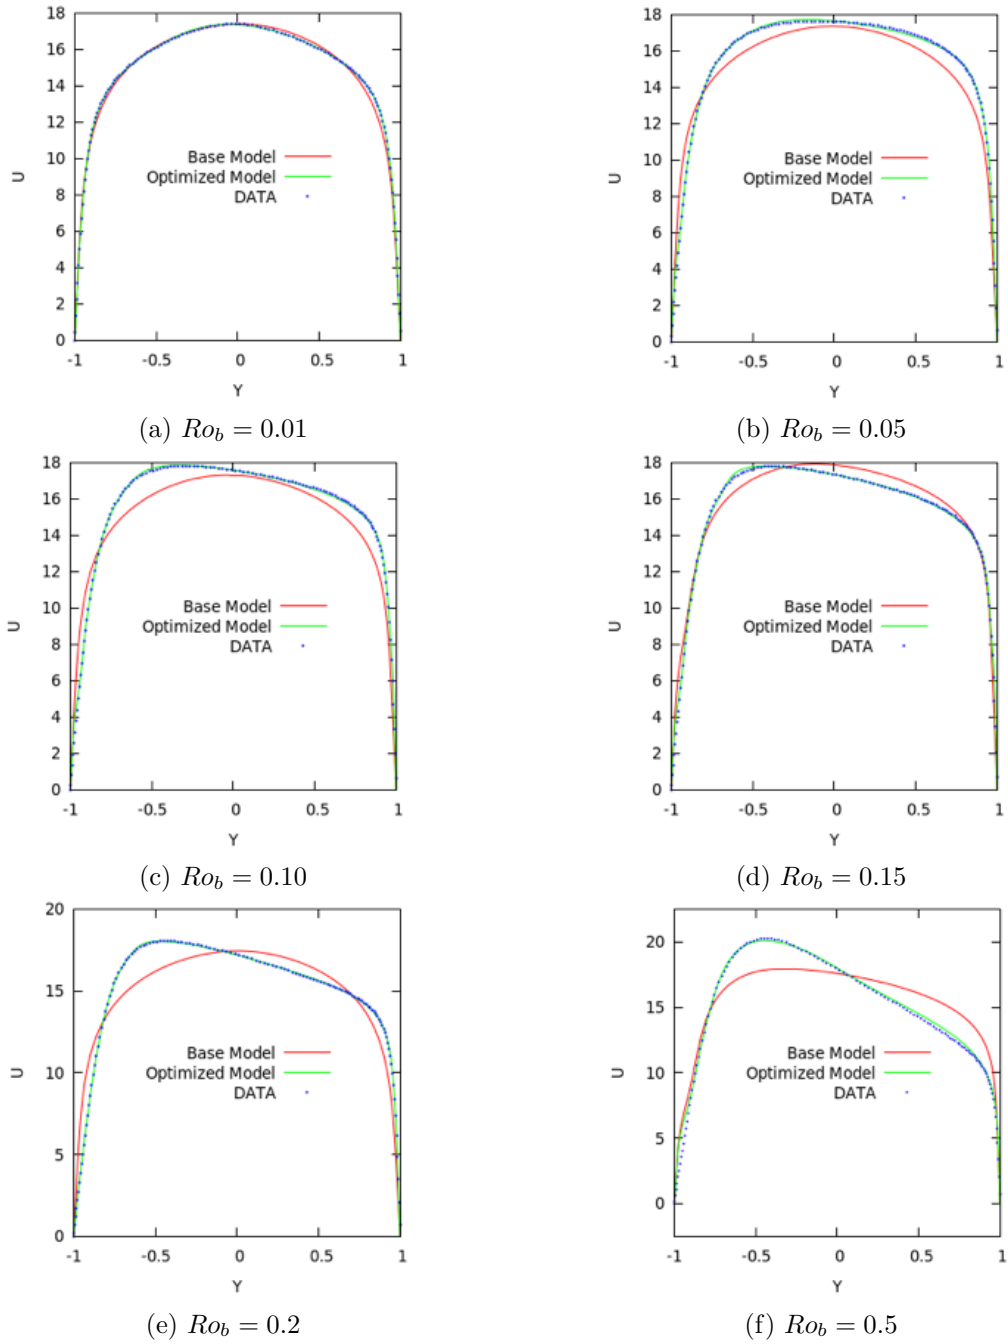 18
16
14
12
10
8
6
4
2
0
U
Base Model
Optimized Model
DATA
-1 -0.5 0 0.5 1
Y
(a) Ro_b = 0.01
18
16
14
12
10
8
6
4
2
0
U
Base Model
Optimized Model
DATA
-1 -0.5 0 0.5 1
Y
(b) Ro_b = 0.05
18
16
14
12
10
8
6
4
2
0
U
Base Model
Optimized Model
DATA
-1 -0.5 0 0.5 1
Y
(c) Ro_b = 0.10
18
16
14
12
10
8
6
4
2
0
U
Base Model
Optimized Model
DATA
-1 -0.5 0 0.5 1
Y
(d) Ro_b = 0.15
20
15
10
5
0
U
Base Model
Optimized Model
DATA
-1 -0.5 0 0.5 1
Y
(e) Ro_b = 0.2
20
15
10
5
0
U
Base Model
Optimized Model
DATA
-1 -0.5 0 0.5 1
Y
(f) Ro_b = 0.5